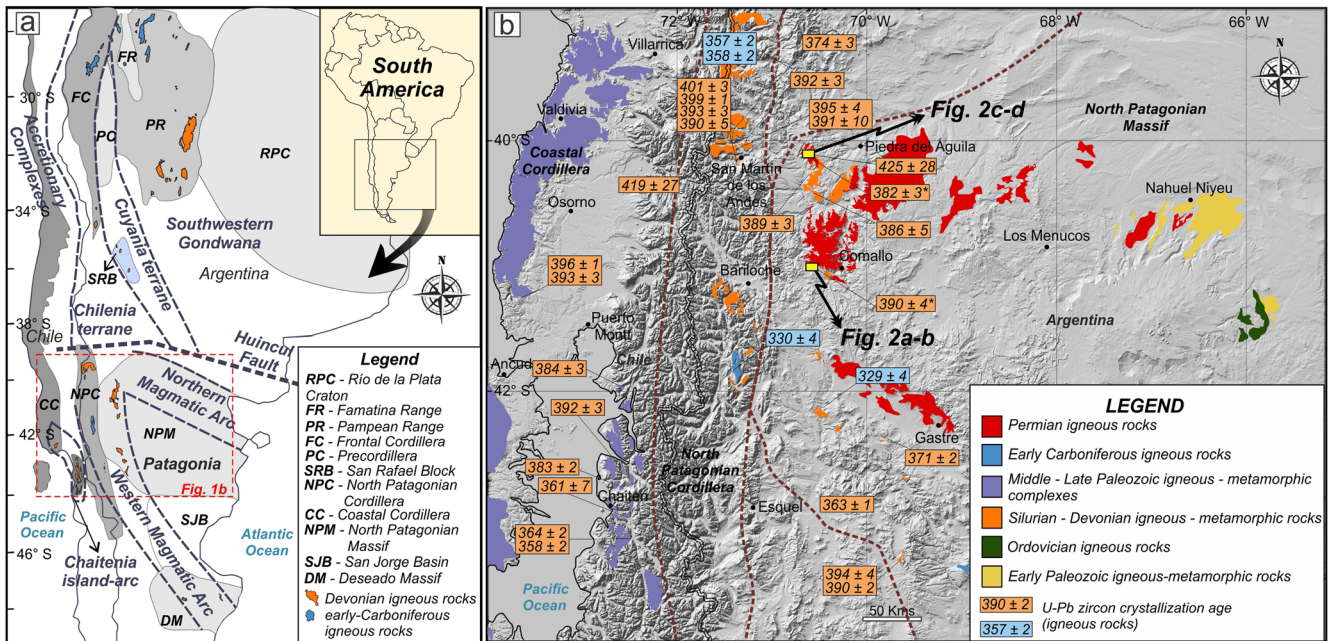 a
30° S
34° S
38° S
42° S
46° S
FR
FC
PC
PR
RPC
Accretionary
Complexes
Cuyania terrane
Southwestern
Gondwana
Argentina
SRB
Chilenia
terrane
Chile
Huincul
Fault
NPC
CC
Northern
Magmatic Arc
NPM
Patagonia
Fig. 1b
Western Magmatic Arc
SJB
Pacific
Ocean
Atlantic
Ocean
Chaitenia
island-arc
DM
South
America
N
Legend
RPC - Río de la Plata
Craton
FR - Famatina Range
PR - Pampean Range
FC - Frontal Cordillera
PC - Precordillera
SRB - San Rafael Block
NPC - North Patagonian
Cordillera
CC - Coastal Cordillera
NPM - North Patagonian
Massif
SJB - San Jorge Basin
DM - Deseado Massif
Devonian igneous rocks
early-Carboniferous
igneous rocks
b
72° W
70° W
68° W
66° W
40° S
42° S
N
Villarrica
357 ± 2
358 ± 2
374 ± 3
392 ± 3
401 ± 3
399 ± 1
393 ± 3
390 ± 5
395 ± 4
391 ± 10
Fig. 2c-d
North Patagonian
Massif
Valdivia
Coastal
Cordillera
Piedra del Águila
San Martín
de los
Andes
425 ± 28
382 ± 3*
419 ± 27
Osorno
389 ± 3
386 ± 5
Nahuel Niyeu
Los Menucos
Comallo
Bariloche
396 ± 1
393 ± 3
390 ± 4*
Argentina
Puerto
Montt
Chile
330 ± 4
Fig. 2a-b
Ancud
384 ± 3
329 ± 4
392 ± 3
Gastre
371 ± 2
383 ± 2
361 ± 7
North
Patagonian
Cordillera
Chaitén
Esquel
363 ± 1
364 ± 2
358 ± 2
394 ± 4
390 ± 2
Pacific
Ocean
50 Kms
LEGEND
Permian igneous rocks
Early Carboniferous igneous rocks
Middle - Late Paleozoic igneous - metamorphic
complexes
Silurian - Devonian igneous - metamorphic rocks
Ordovician igneous rocks
Early Paleozoic igneous-metamorphic rocks
390 ± 2
357 ± 2
U-Pb zircon crystallization age
(igneous rocks)